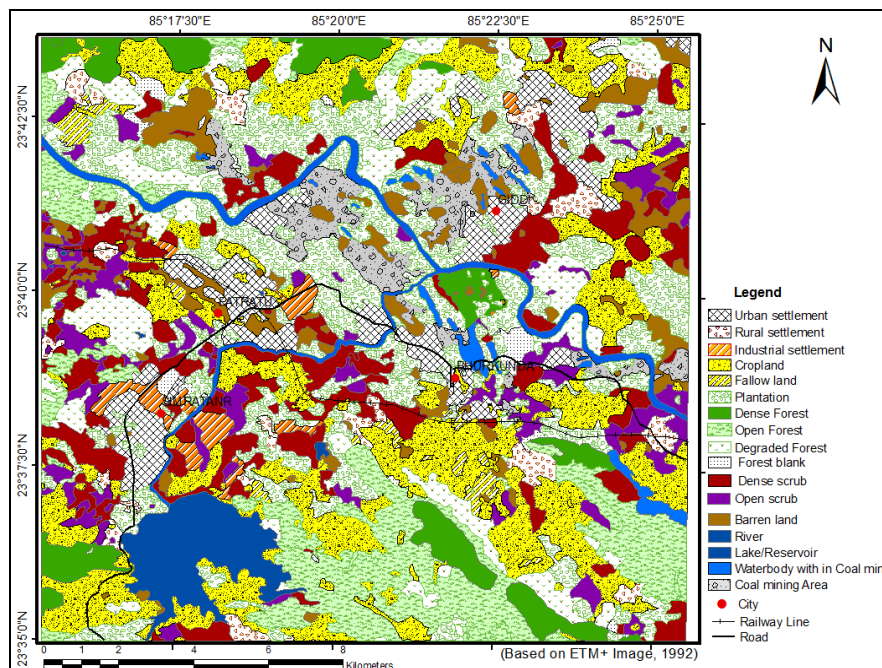 85°17'30"E 85°20'0"E 85°22'30"E 85°25'0"E
N
23°42'30"N
23°40'0"N
23°37'30"N
23°35'0"N
GIDDI
PATRATU
BHURKUNDA
Legend
Urban settlement
Rural settlement
Industrial settlement
Cropland
Fallow land
Plantation
Dense Forest
Open Forest
Degraded Forest
Forest blank
Dense scrub
Open scrub
Barren land
River
Lake/Reservoir
Waterbody with in Coal min
Coal mining Area
City
Railway Line
Road
(Based on ETM+ Image, 1992)
0 1 2 4 6 8
Kilometers